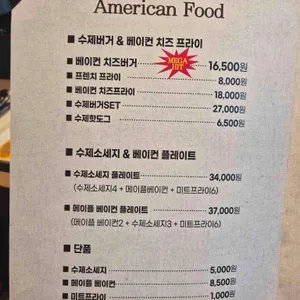 American Food
■ 수제버거 & 베이컨 치즈 프라이
■ 베이컨 치즈버거 MEGA HIT 16,500원
■ 프렌치 프라이 8,000원
■ 베이컨 치즈프라이 18,000원
■ 수제버거SET 27,000원
■ 수제핫도그 6,500원
■ 수제소세지 & 베이컨 플레이트
■ 수제소세지 플레이트 34,000원
(수제소세지4 + 메이플베이컨 + 미트프라이6)
■ 메이플 베이컨 플레이트 37,000원
(메이플 베이컨2 + 수제소세지3 + 미트프라이6)
■ 단품
■ 수제소세지 5,000원
■ 메이플 베이컨 8,500원
■ 미트프라이 1,000원